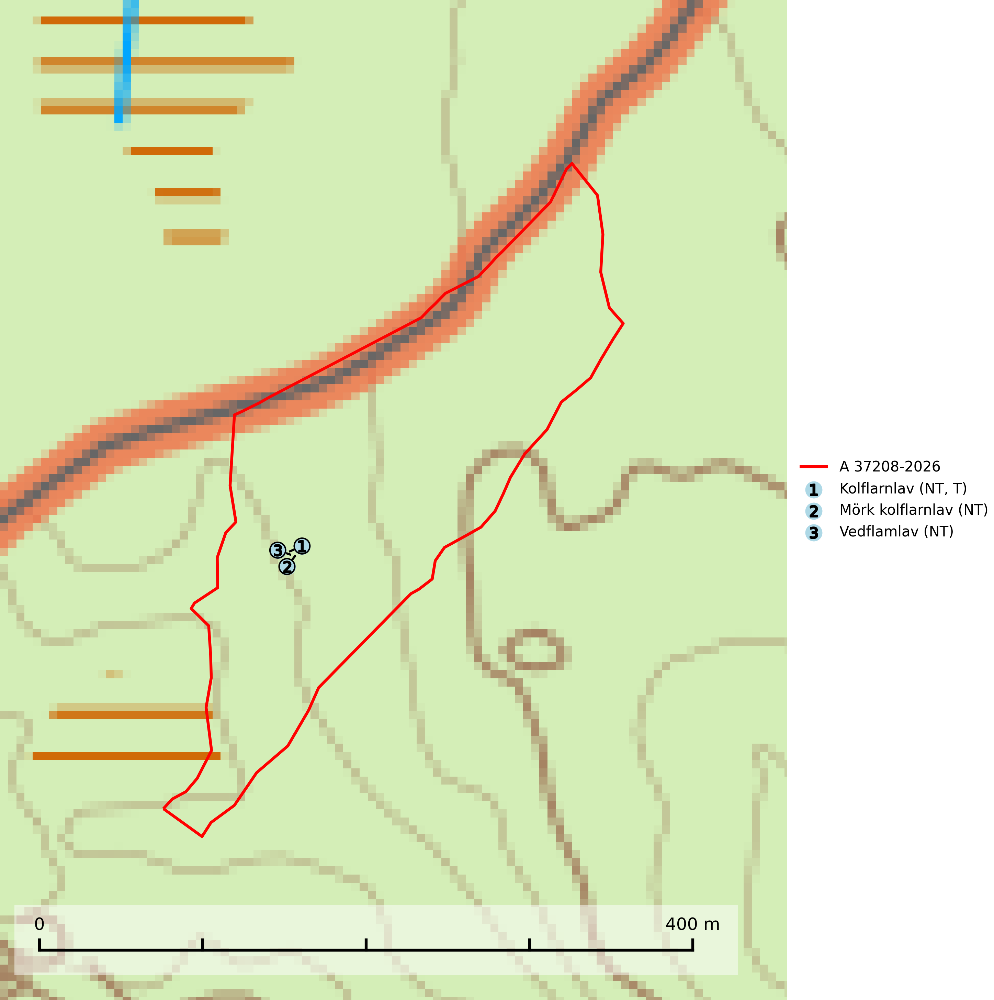 A 37208-2026
1 Kolflarnlav (NT, T)
2 Mörk kolflarnlav (NT)
3 Vedflamlav (NT)
3 1
2
0 400 m